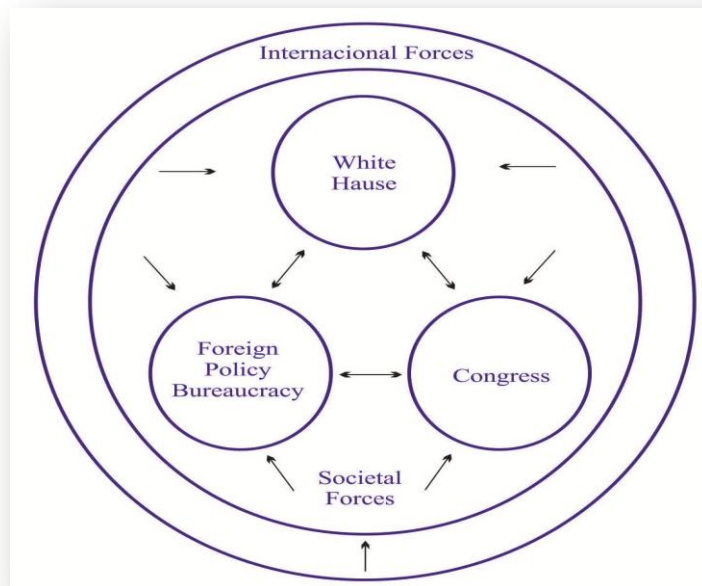 Internacional Forces
White
Hause
Foreign
Policy
Bureaucracy
Congress
Societal
Forces